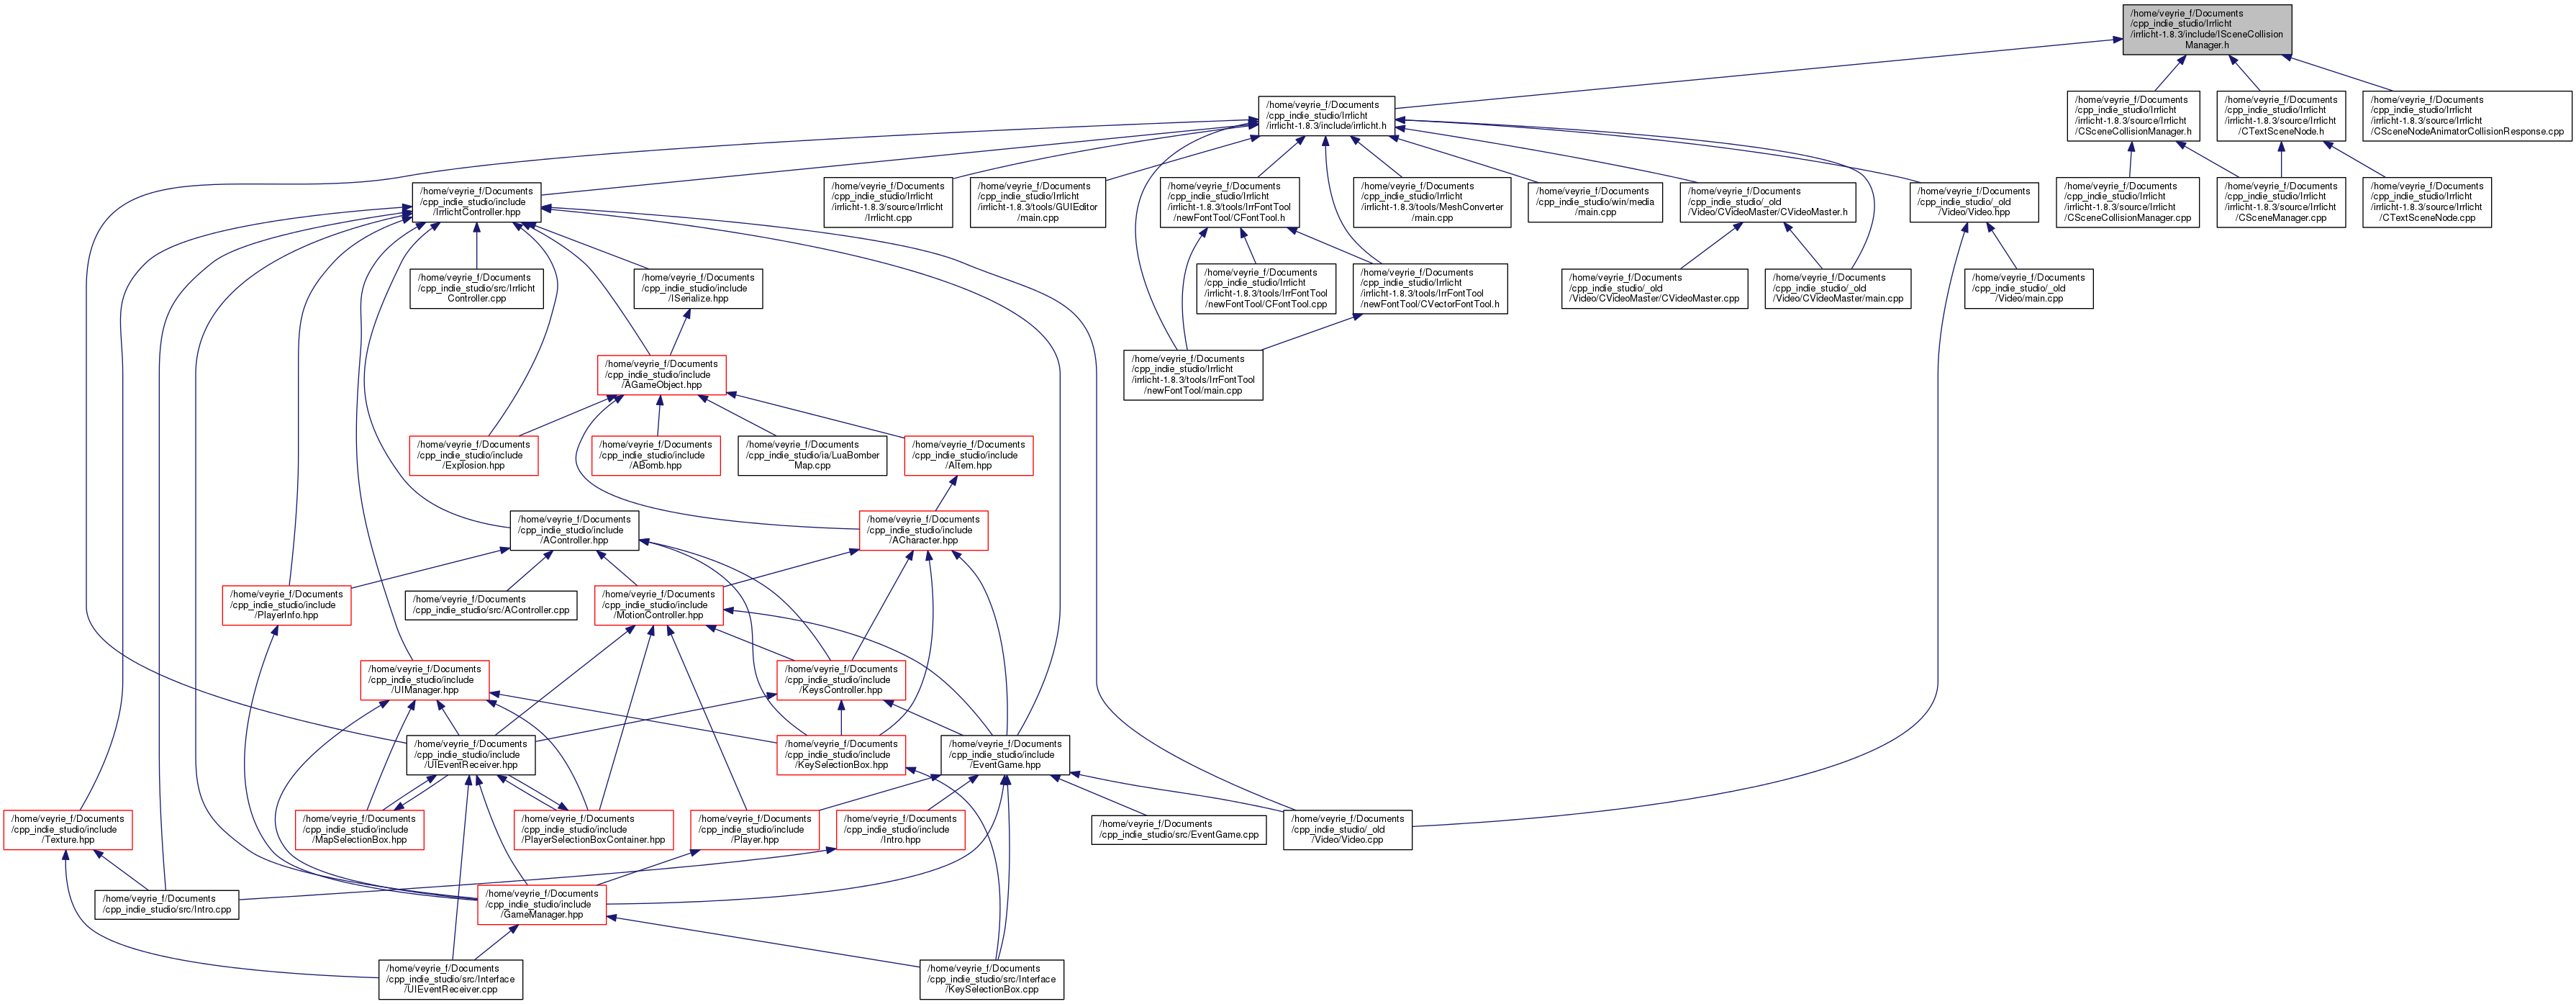 /home/veyrie_f/Documents
/cpp_indie_studio/Irrlicht
/irrlicht-1.8.3/include/ISceneCollision
Manager.h
/home/veyrie_f/Documents
/cpp_indie_studio/Irrlicht
/irrlicht-1.8.3/include/irrlicht.h
/home/veyrie_f/Documents
/cpp_indie_studio/Irrlicht
/irrlicht-1.8.3/source/Irrlicht
/CSceneCollisionManager.h
/home/veyrie_f/Documents
/cpp_indie_studio/Irrlicht
/irrlicht-1.8.3/source/Irrlicht
/CTextSceneNode.h
/home/veyrie_f/Documents
/cpp_indie_studio/Irrlicht
/irrlicht-1.8.3/source/Irrlicht
/CSceneNodeAnimatorCollisionResponse.cpp
/home/veyrie_f/Documents
/cpp_indie_studio/include
/IrrlichtController.hpp
/home/veyrie_f/Documents
/cpp_indie_studio/Irrlicht
/irrlicht-1.8.3/source/Irrlicht
/Irrlicht.cpp
/home/veyrie_f/Documents
/cpp_indie_studio/Irrlicht
/irrlicht-1.8.3/tools/GUIEditor
/main.cpp
/home/veyrie_f/Documents
/cpp_indie_studio/Irrlicht
/irrlicht-1.8.3/tools/IrrFontTool
/newFontTool/CFontTool.h
/home/veyrie_f/Documents
/cpp_indie_studio/Irrlicht
/irrlicht-1.8.3/tools/MeshConverter
/main.cpp
/home/veyrie_f/Documents
/cpp_indie_studio/win/media
/main.cpp
/home/veyrie_f/Documents
/cpp_indie_studio/_old
/Video/CVideoMaster/CVideoMaster.h
/home/veyrie_f/Documents
/cpp_indie_studio/_old
/Video/Video.hpp
/home/veyrie_f/Documents
/cpp_indie_studio/Irrlicht
/irrlicht-1.8.3/source/Irrlicht
/CSceneCollisionManager.cpp
/home/veyrie_f/Documents
/cpp_indie_studio/Irrlicht
/irrlicht-1.8.3/source/Irrlicht
/CSceneManager.cpp
/home/veyrie_f/Documents
/cpp_indie_studio/Irrlicht
/irrlicht-1.8.3/source/Irrlicht
/CTextSceneNode.cpp
/home/veyrie_f/Documents
/cpp_indie_studio/src/Irrlicht
Controller.cpp
/home/veyrie_f/Documents
/cpp_indie_studio/include
/ISerialize.hpp
/home/veyrie_f/Documents
/cpp_indie_studio/Irrlicht
/irrlicht-1.8.3/tools/IrrFontTool
/newFontTool/CFontTool.cpp
/home/veyrie_f/Documents
/cpp_indie_studio/Irrlicht
/irrlicht-1.8.3/tools/IrrFontTool
/newFontTool/CVectorFontTool.h
/home/veyrie_f/Documents
/cpp_indie_studio/_old
/Video/CVideoMaster/CVideoMaster.cpp
/home/veyrie_f/Documents
/cpp_indie_studio/_old
/Video/CVideoMaster/main.cpp
/home/veyrie_f/Documents
/cpp_indie_studio/_old
/Video/main.cpp
/home/veyrie_f/Documents
/cpp_indie_studio/include
/AGameObject.hpp
/home/veyrie_f/Documents
/cpp_indie_studio/Irrlicht
/irrlicht-1.8.3/tools/IrrFontTool
/newFontTool/main.cpp
/home/veyrie_f/Documents
/cpp_indie_studio/include
/Explosion.hpp
/home/veyrie_f/Documents
/cpp_indie_studio/include
/ABomb.hpp
/home/veyrie_f/Documents
/cpp_indie_studio/ia/LuaBomber
Map.cpp
/home/veyrie_f/Documents
/cpp_indie_studio/include
/AItem.hpp
/home/veyrie_f/Documents
/cpp_indie_studio/include
/AController.hpp
/home/veyrie_f/Documents
/cpp_indie_studio/include
/ACharacter.hpp
/home/veyrie_f/Documents
/cpp_indie_studio/include
/PlayerInfo.hpp
/home/veyrie_f/Documents
/cpp_indie_studio/src/AController.cpp
/home/veyrie_f/Documents
/cpp_indie_studio/include
/MotionController.hpp
/home/veyrie_f/Documents
/cpp_indie_studio/include
/UIManager.hpp
/home/veyrie_f/Documents
/cpp_indie_studio/include
/KeysController.hpp
/home/veyrie_f/Documents
/cpp_indie_studio/include
/UIEventReceiver.hpp
/home/veyrie_f/Documents
/cpp_indie_studio/include
/KeySelectionBox.hpp
/home/veyrie_f/Documents
/cpp_indie_studio/include
/EventGame.hpp
/home/veyrie_f/Documents
/cpp_indie_studio/include
/Texture.hpp
/home/veyrie_f/Documents
/cpp_indie_studio/include
/MapSelectionBox.hpp
/home/veyrie_f/Documents
/cpp_indie_studio/include
/PlayerSelectionBoxContainer.hpp
/home/veyrie_f/Documents
/cpp_indie_studio/include
/Player.hpp
/home/veyrie_f/Documents
/cpp_indie_studio/include
/Intro.hpp
/home/veyrie_f/Documents
/cpp_indie_studio/src/EventGame.cpp
/home/veyrie_f/Documents
/cpp_indie_studio/_old
/Video/Video.cpp
/home/veyrie_f/Documents
/cpp_indie_studio/src/Intro.cpp
/home/veyrie_f/Documents
/cpp_indie_studio/include
/GameManager.hpp
/home/veyrie_f/Documents
/cpp_indie_studio/src/Interface
/UIEventReceiver.cpp
/home/veyrie_f/Documents
/cpp_indie_studio/src/Interface
/KeySelectionBox.cpp